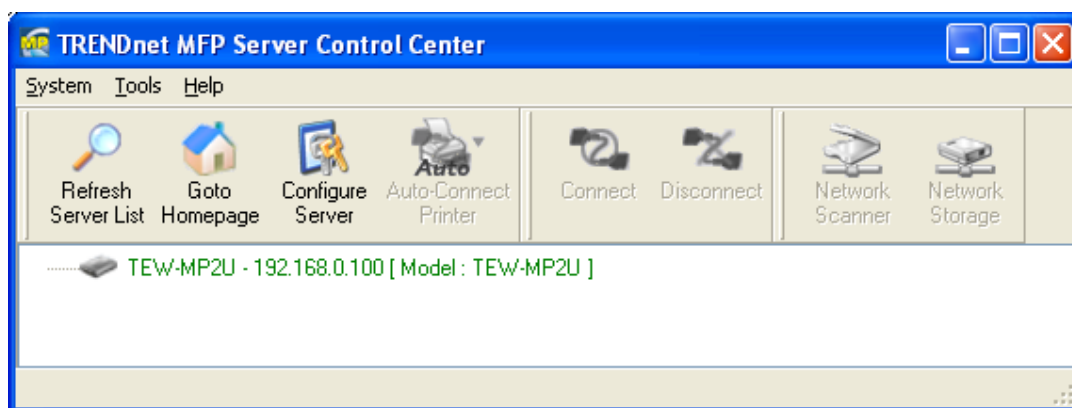 TRENDnet MFP Server Control Center
System Tools Help
Refresh Server List
Goto Homepage
Configure Server
Auto
Auto-Connect Printer
Connect
Disconnect
Network Scanner
Network Storage
TEW-MP2U - 192.168.0.100 [ Model : TEW-MP2U ]